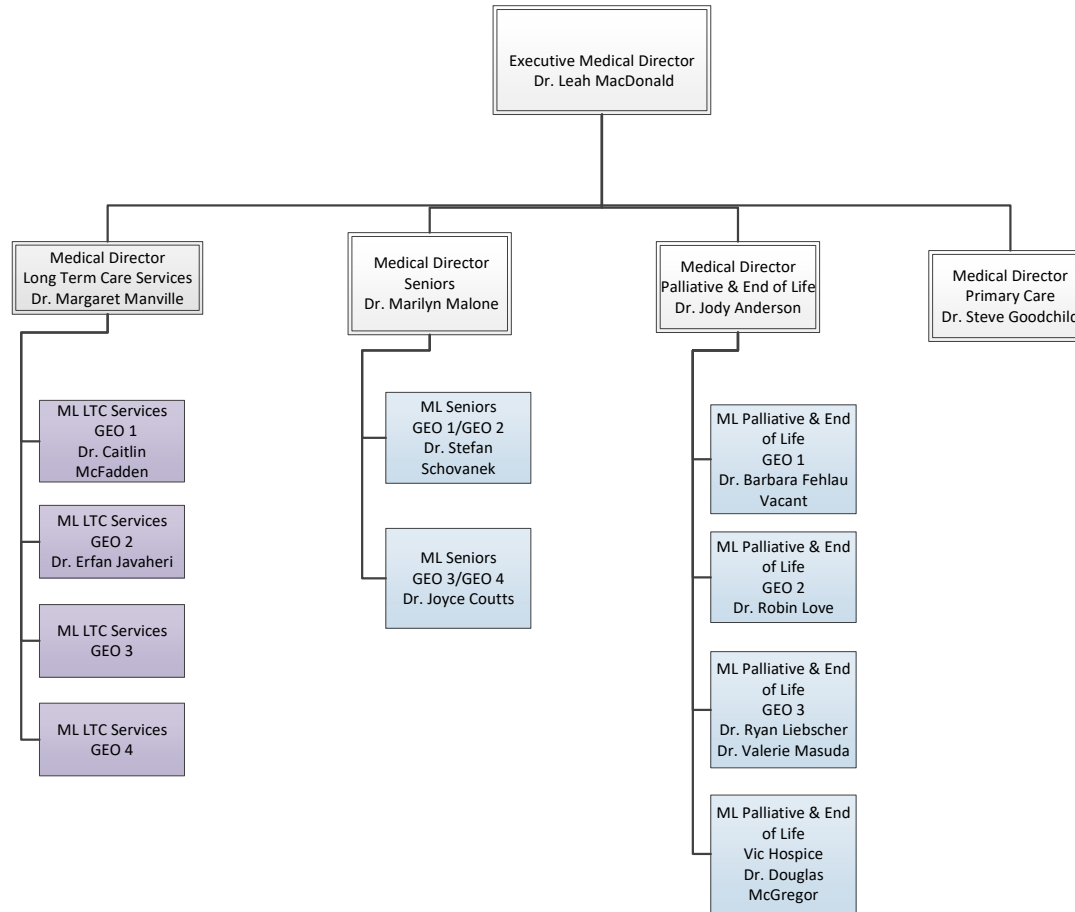 Executive Medical Director
Dr. Leah MacDonald
Medical Director
Long Term Care Services
Dr. Margaret Manville
Medical Director
Seniors
Dr. Marilyn Malone
Medical Director
Palliative & End of Life
Dr. Jody Anderson
Medical Director
Primary Care
Dr. Steve Goodchild
ML LTC Services
GEO 1
Dr. Caitlin
McFadden
ML LTC Services
GEO 2
Dr. Erfan Javaheri
ML LTC Services
GEO 3
ML LTC Services
GEO 4
ML Seniors
GEO 1/GEO 2
Dr. Stefan
Schovanek
ML Seniors
GEO 3/GEO 4
Dr. Joyce Coutts
ML Palliative & End
of Life
GEO 1
Dr. Barbara Fehlau
Vacant
ML Palliative & End
of Life
GEO 2
Dr. Robin Love
ML Palliative & End
of Life
GEO 3
Dr. Ryan Liebscher
Dr. Valerie Masuda
ML Palliative & End
of Life
Vic Hospice
Dr. Douglas
McGregor